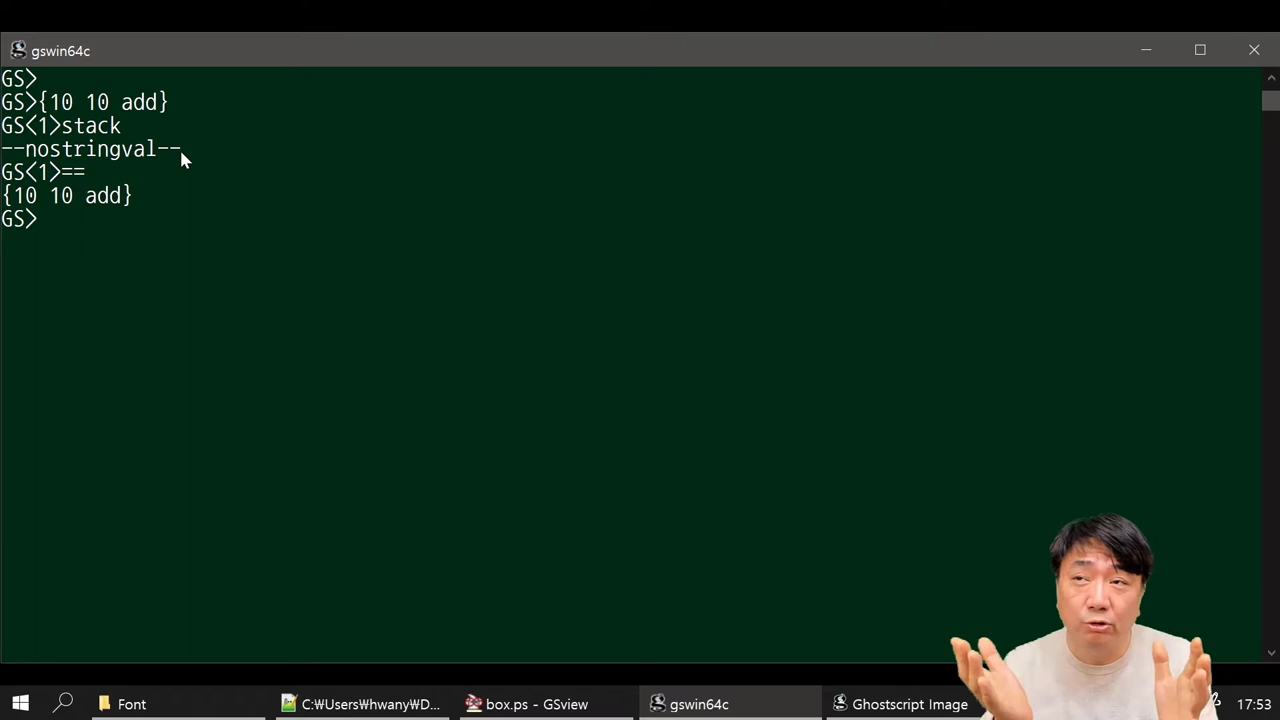 gswin64c
GS>
GS>{10 10 add}
GS<1>stack
--nostringval--
GS<1>==
{10 10 add}
GS>
Font
C:₩Users₩hwany₩D...
box.ps - GSview
gswin64c
Ghostscript Image
17:53